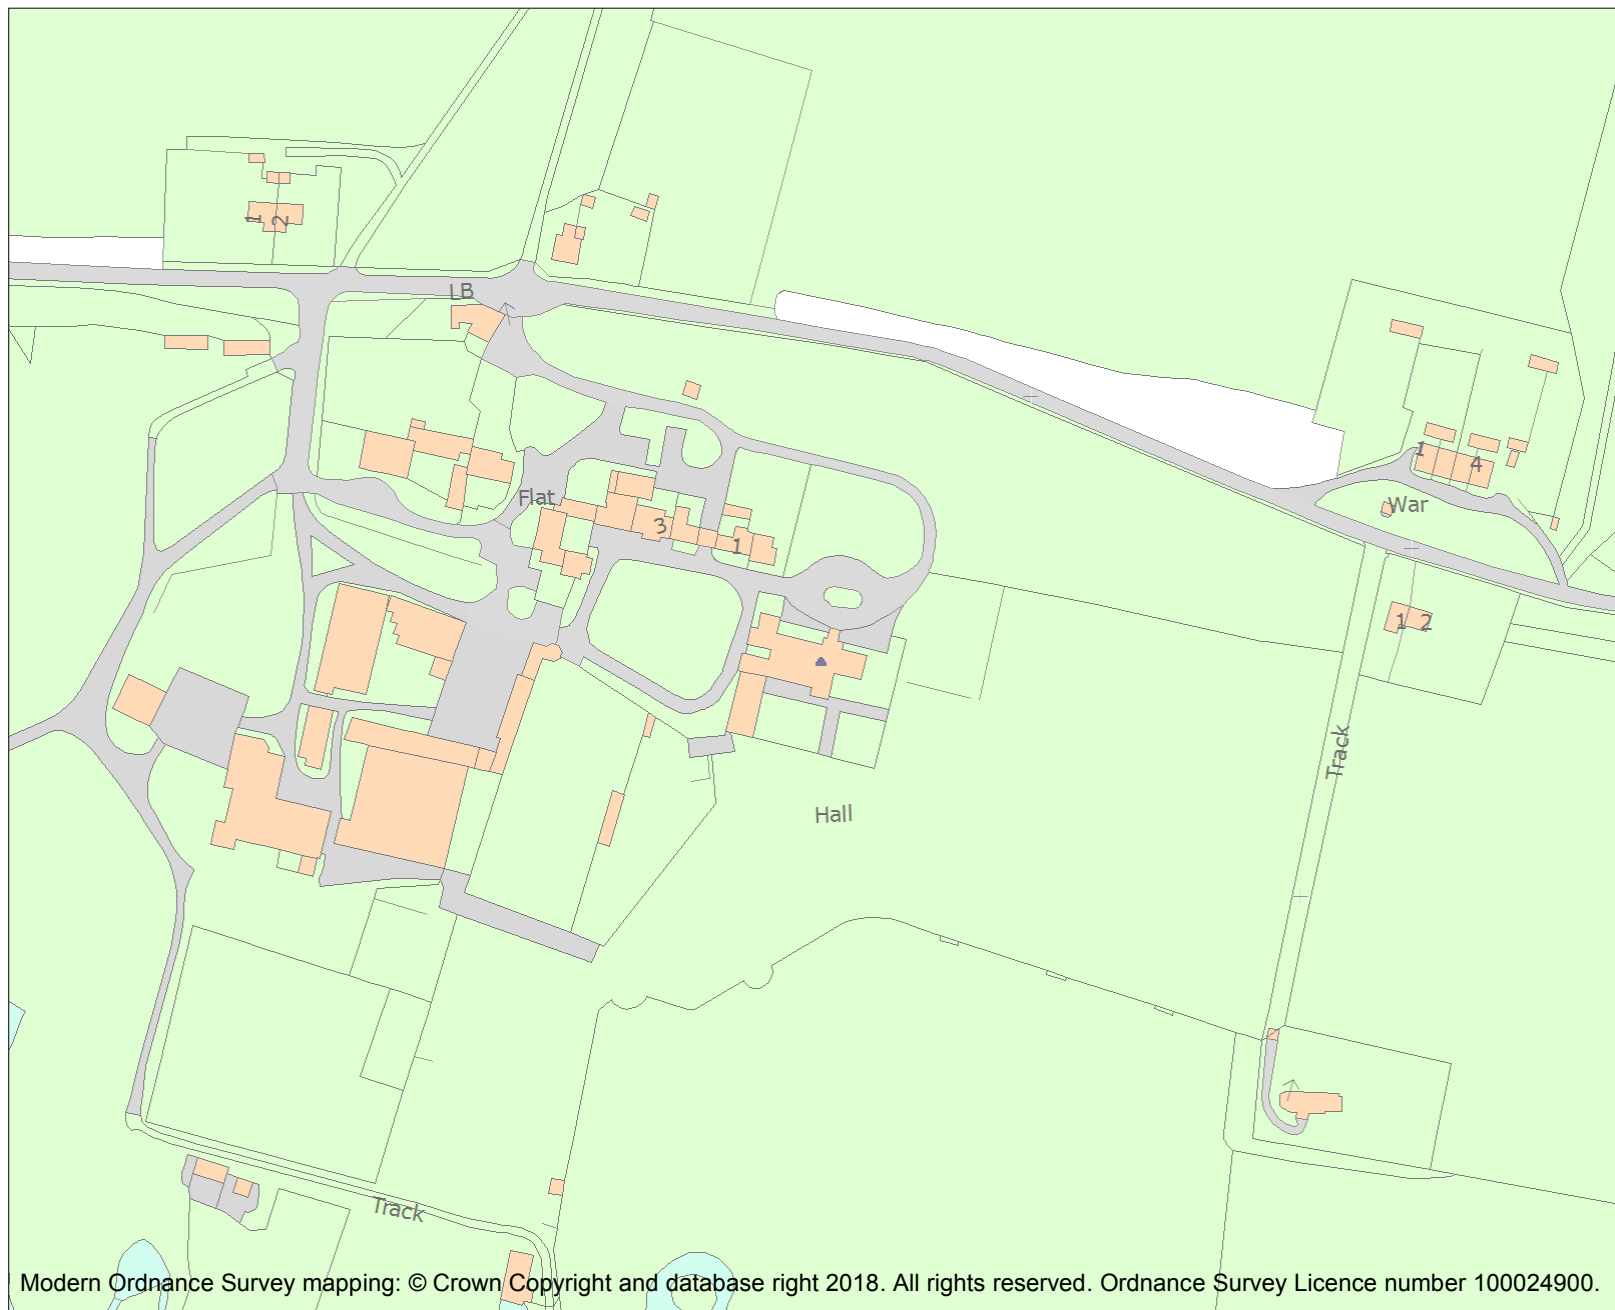 1
2
LB
1
4
Flat
War
3
1
1 2
Track
Hall
Track
Modern Ordnance Survey mapping: © Crown Copyright and database right 2018. All rights reserved. Ordnance Survey Licence number 100024900.